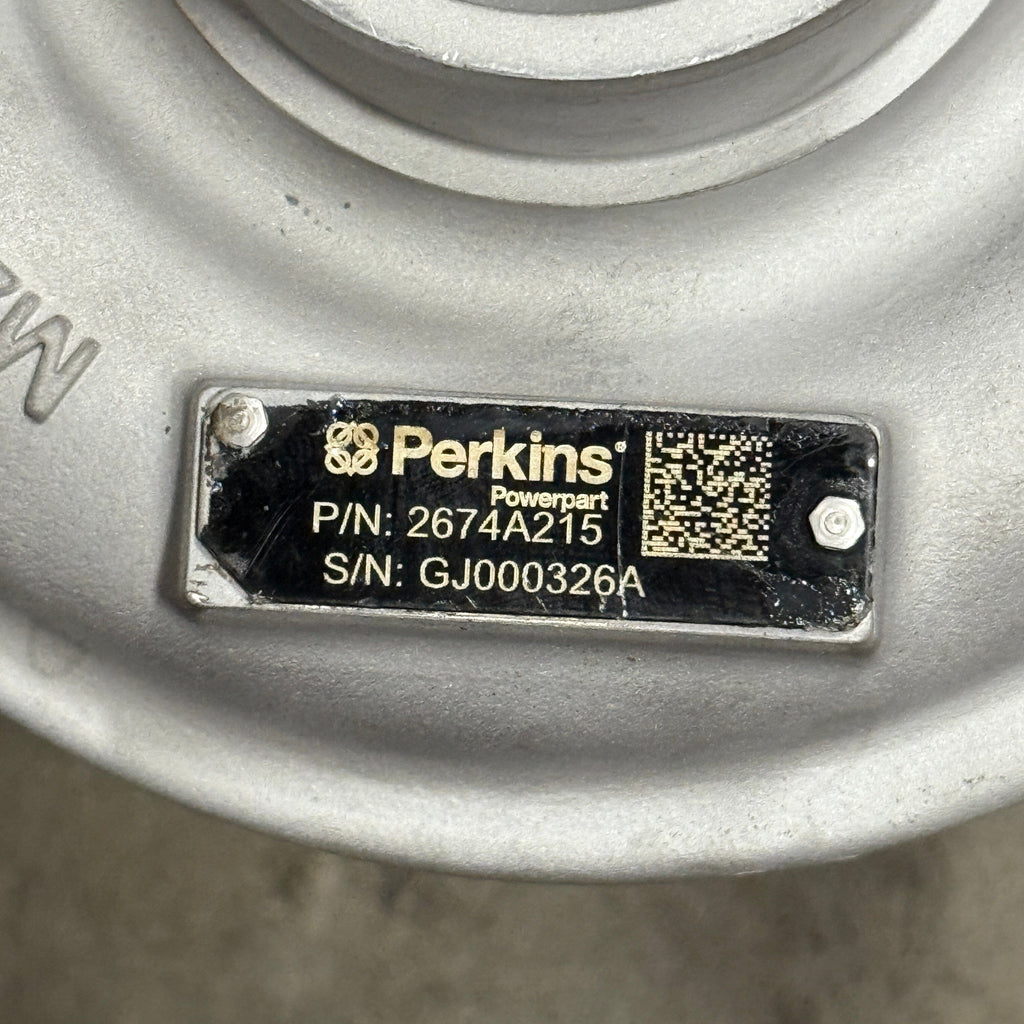 Perkins®
Powerpart
P/N: 2674A215
S/N: GJ000326A